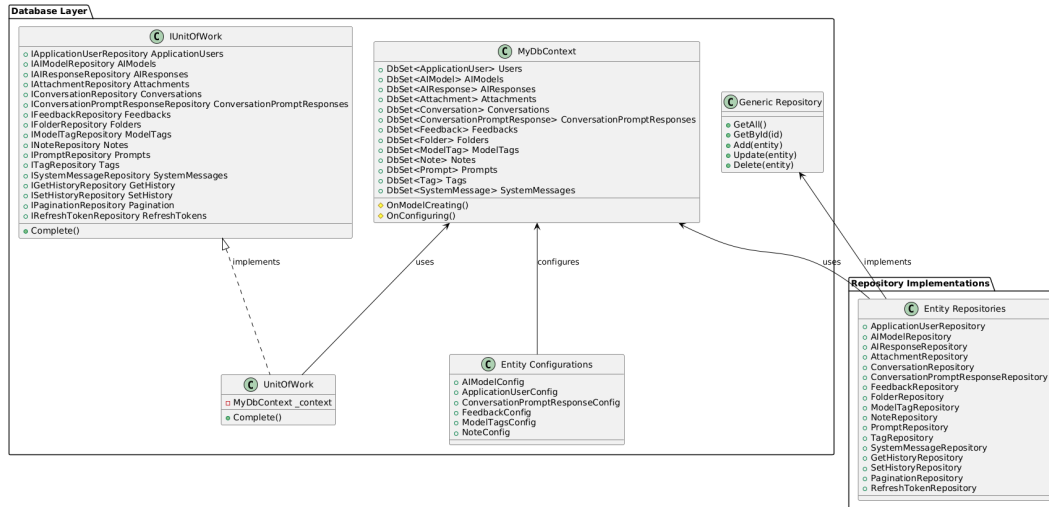 Database Layer
C IUnitOfWork
IApplicationUserRepository ApplicationUsers
IAIModelRepository AIModels
IAIResponseRepository AIResponses
IAttachmentRepository Attachments
IConversationRepository Conversations
IConversationPromptResponseRepository ConversationPromptResponses
IFeedbackRepository Feedbacks
IFolderRepository Folders
IModelTagRepository ModelTags
INoteRepository Notes
IPromptRepository Prompts
ITagRepository Tags
ISystemMessageRepository SystemMessages
IGetHistoryRepository GetHistory
ISetHistoryRepository SetHistory
IPaginationRepository Pagination
IRefreshTokenRepository RefreshTokens
Complete()
C MyDbContext
DbSet<ApplicationUser> Users
DbSet<AIModel> AIModels
DbSet<AIResponse> AIResponses
DbSet<Attachment> Attachments
DbSet<Conversation> Conversations
DbSet<ConversationPromptResponse> ConversationPromptResponses
DbSet<Feedback> Feedbacks
DbSet<Folder> Folders
DbSet<ModelTag> ModelTags
DbSet<Note> Notes
DbSet<Prompt> Prompts
DbSet<Tag> Tags
DbSet<SystemMessage> SystemMessages
OnModelCreating()
OnConfiguring()
C Generic Repository
GetAll()
GetById(id)
Add(entity)
Update(entity)
Delete(entity)
implements
uses
configures
uses
implements
Repository Implementations
C Entity Repositories
ApplicationUserRepository
AIModelRepository
AIResponseRepository
AttachmentRepository
ConversationRepository
ConversationPromptResponseRepository
FeedbackRepository
FolderRepository
ModelTagRepository
NoteRepository
PromptRepository
TagRepository
SystemMessageRepository
GetHistoryRepository
SetHistoryRepository
PaginationRepository
RefreshTokenRepository
C UnitOfWork
MyDbContext _context
Complete()
C Entity Configurations
AIModelConfig
ApplicationUserConfig
ConversationPromptResponseConfig
FeedbackConfig
ModelTagsConfig
NoteConfig